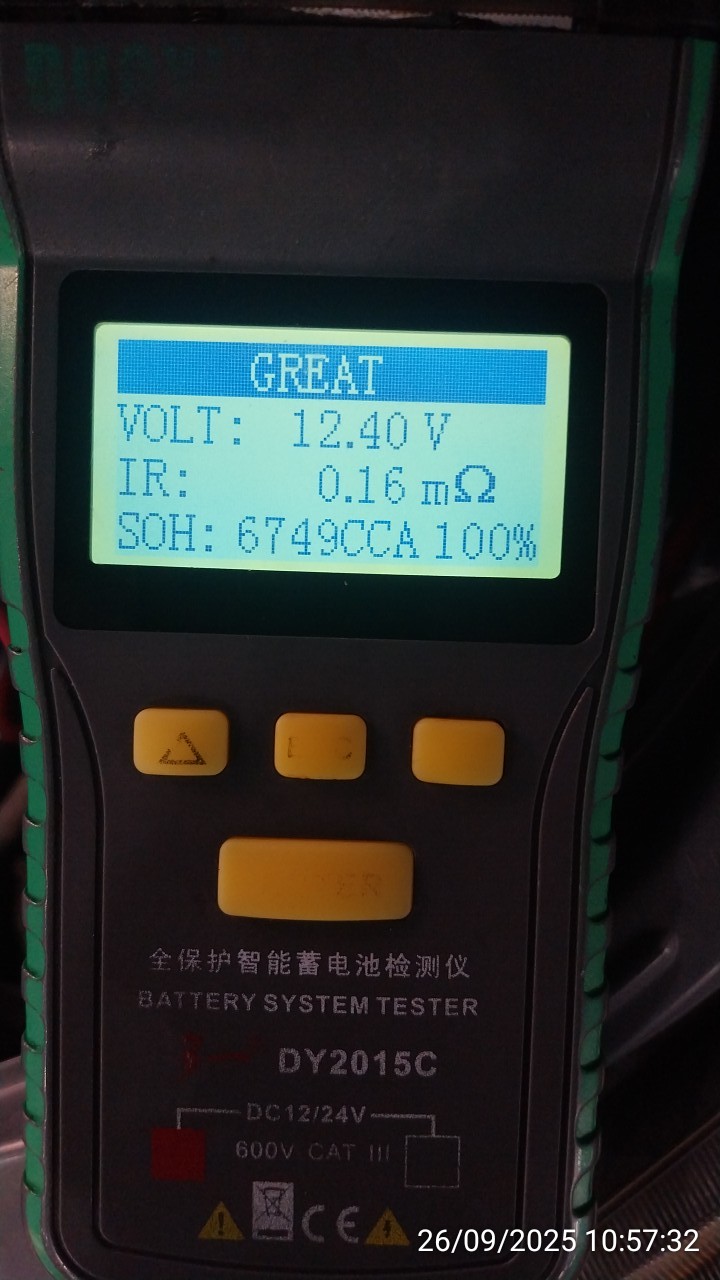 GREAT
VOLT: 12.40 V
IR: 0.16 mΩ
SOH: 6749CCA 100%
全保护智能蓄电池检测仪
BATTERY SYSTEM TESTER
DY2015C
DC12/24V
600V CAT III
CE
26/09/2025 10:57:32